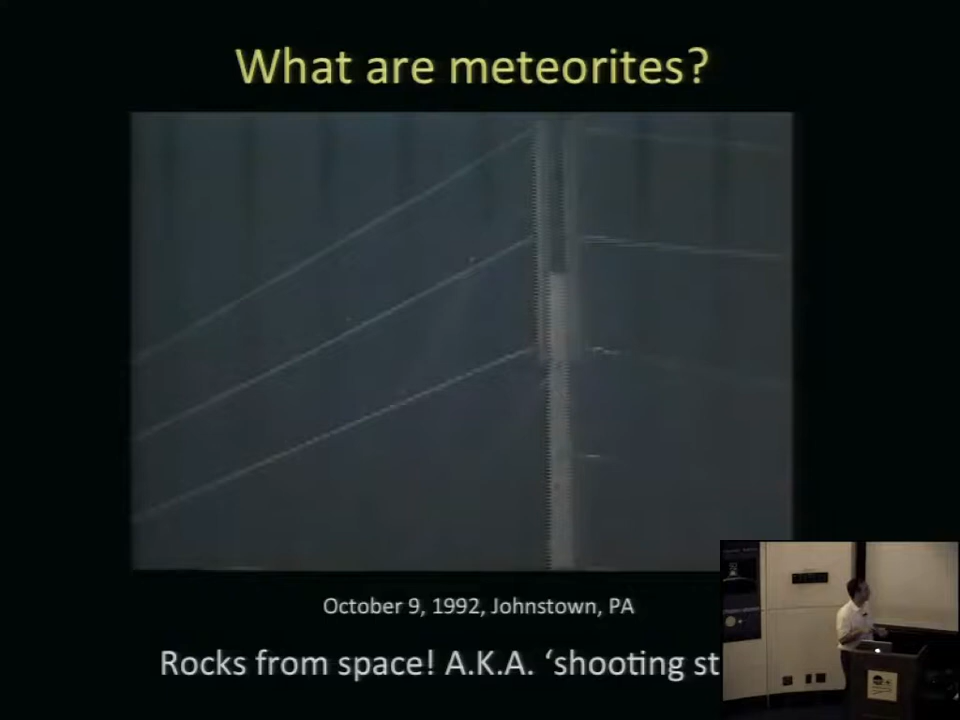 What are meteorites?
October 9, 1992, Johnstown, PA
Rocks from space! A.K.A. ‘shooting st